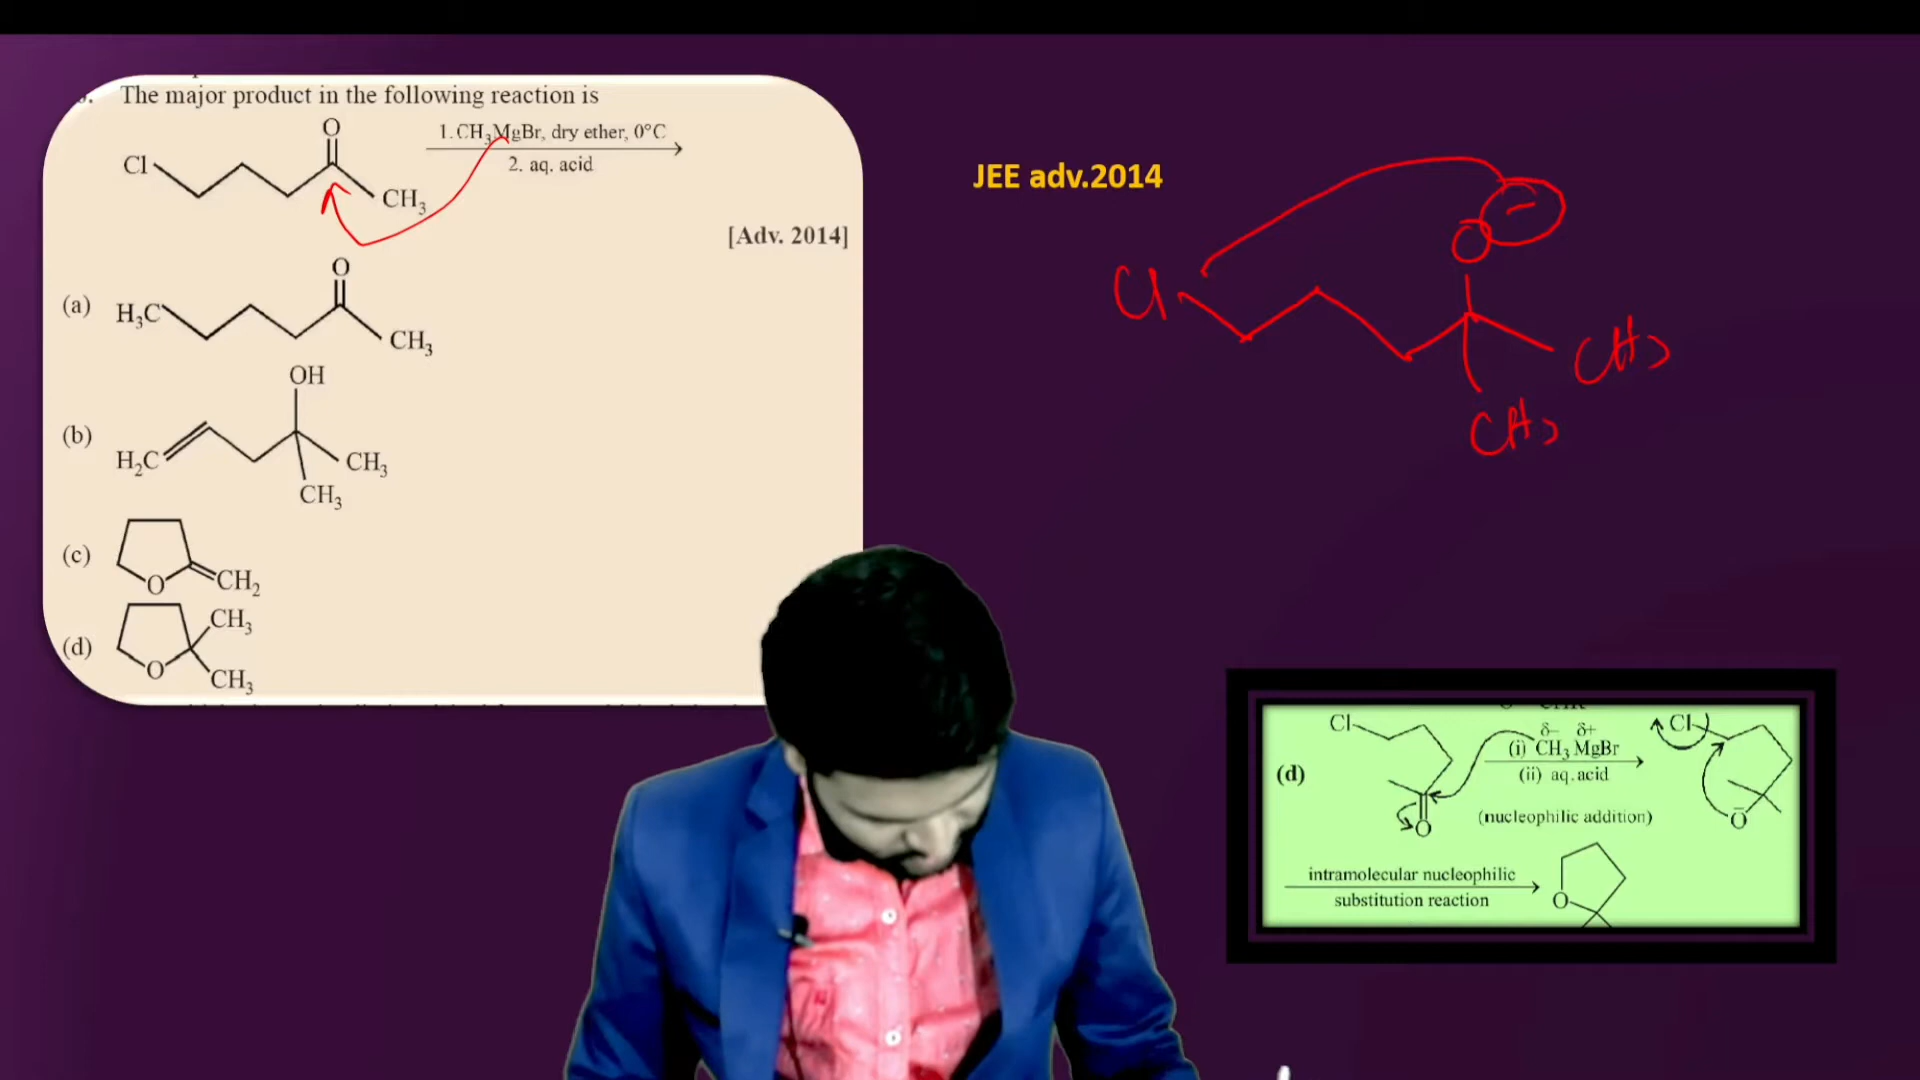 The major product in the following reaction is
O
Cl
CH₃
1.CH₃MgBr, dry ether, 0°C
2. aq. acid
[Adv. 2014]
(a) H₃C
O
CH₃
(b) H₂C
OH
CH₃
CH₃
(c)
O
CH₂
(d)
O
CH₃
CH₃
JEE adv.2014
Cl
O
−
CH₃
CH₃
(d)
Cl
O
δ− δ+
(i) CH₃ MgBr
(ii) aq. acid
(nucleophilic addition)
Cl
O
intramolecular nucleophilic
substitution reaction
O